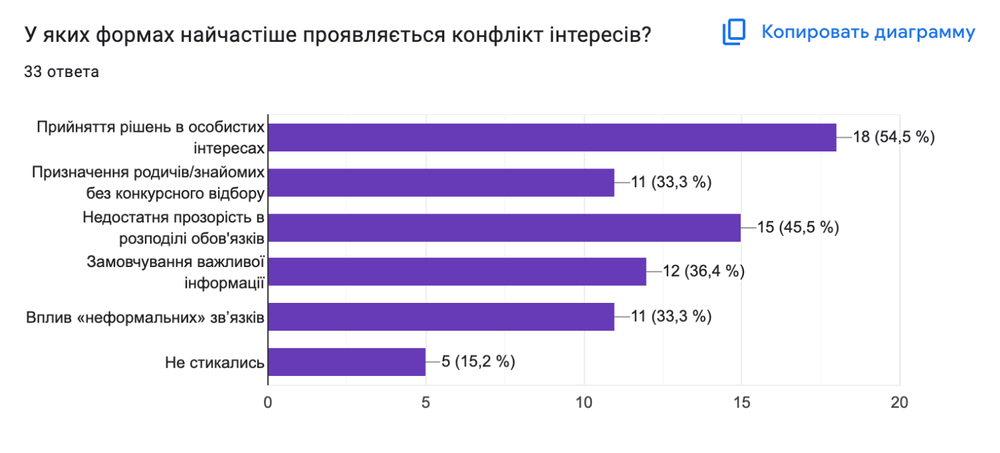 У яких формах найчастіше проявляється конфлікт інтересів?
Копировать диаграмму
33 ответа
Прийняття рішень в особистих
інтересах
18 (54,5 %)
Призначення родичів/знайомих
без конкурсного відбору
11 (33,3 %)
Недостатня прозорість в
розподілі обов'язків
15 (45,5 %)
Замовчування важливої
інформації
12 (36,4 %)
Вплив «неформальних» зв’язків
11 (33,3 %)
Не стикались
5 (15,2 %)
0 5 10 15 20